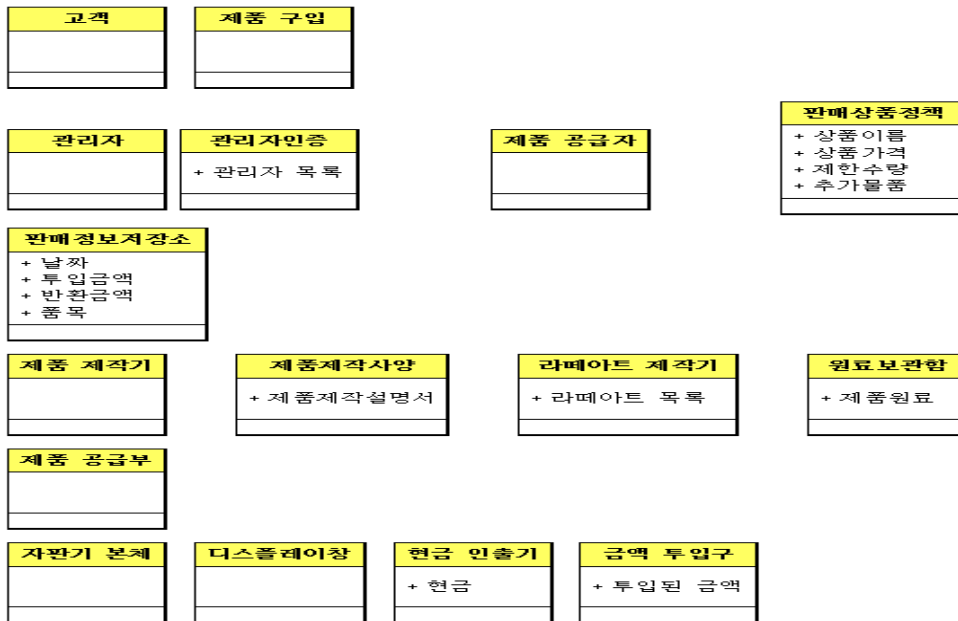 고객
제품 구입
관리자
관리자인증
+ 관리자 목록
제품 공급자
판매상품정책
+ 상품이름
+ 상품가격
+ 제한수량
+ 추가물품
판매정보저장소
+ 날짜
+ 투입금액
+ 반환금액
+ 품목
제품 제작기
제품제작사양
+ 제품제작설명서
라떼아트 제작기
+ 라떼아트 목록
원료보관함
+ 제품원료
제품 공급부
자판기 본체
디스플레이창
현금 인출기
+ 현금
금액 투입구
+ 투입된 금액